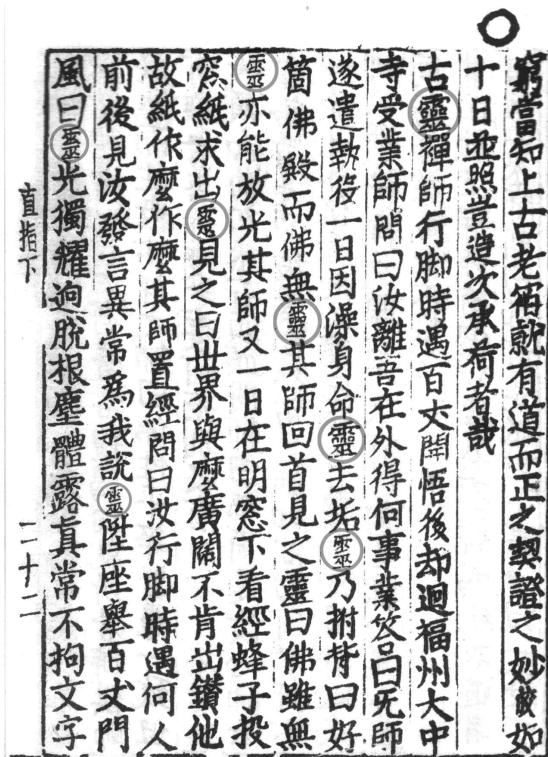 窮當知上古老宿就有道而正之契證之妙敏如
十日並照豈造次承荷者哉
古靈禪師行脚時遇百丈開悟後却迴福州大中
寺受業師問曰汝離吾在外得何事業答曰無師
遂遣執役一日因澡身命靈去垢靈乃拊背曰好
箇佛殿而佛無靈其師回首見之靈曰佛雖無
靈亦能放光其師又一日在明窓下看經蜂子投
窓紙求出靈見之曰世界與麽廣闊不肯出鑽他
故紙作麽作麽其師置經問曰汝行脚時遇何人
前後見汝發言異常爲我說靈陞座舉百丈門
風曰靈光獨耀逈脫根塵體露眞常不拘文字
直指下 二十二